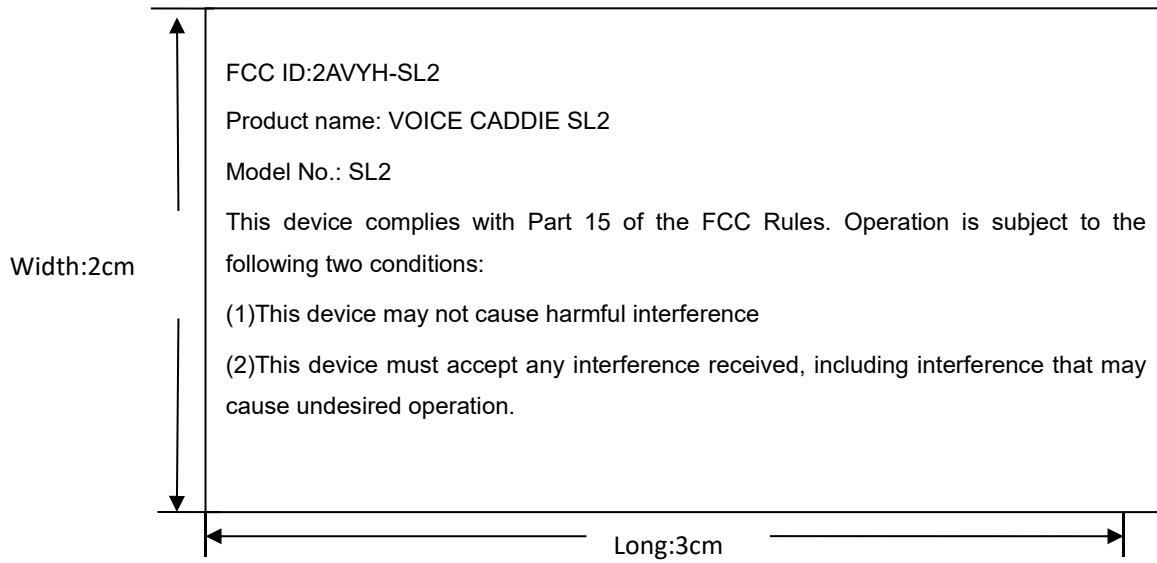 FCC ID:2AVYH-SL2
Product name: VOICE CADDIE SL2
Model No.: SL2
This device complies with Part 15 of the FCC Rules. Operation is subject to the
following two conditions:
Width:2cm
(1)This device may not cause harmful interference
(2)This device must accept any interference received, including interference that may
cause undesired operation.
Long:3cm